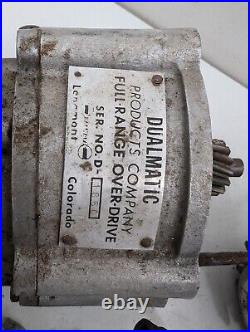 DUALMATIC
PRODUCTS COMPANY
FULL-RANGE OVER-DRIVE
SER. NO. D-
Longmont Colorado